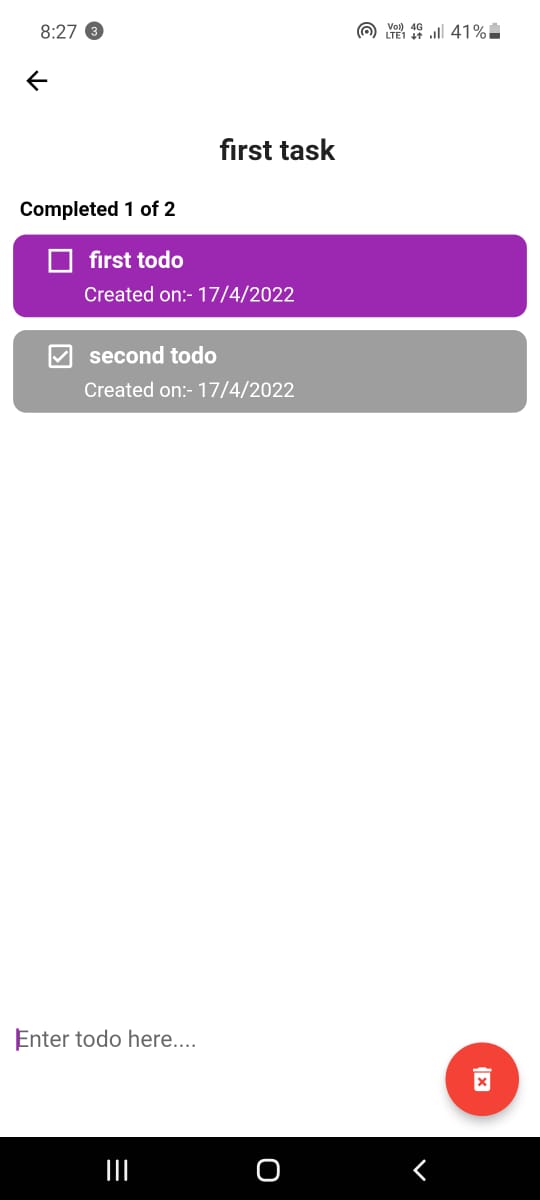 8:27 3 Vo)) LTE1 4G 41%
first task
Completed 1 of 2
first todo
Created on:- 17/4/2022
second todo
Created on:- 17/4/2022
Enter todo here....